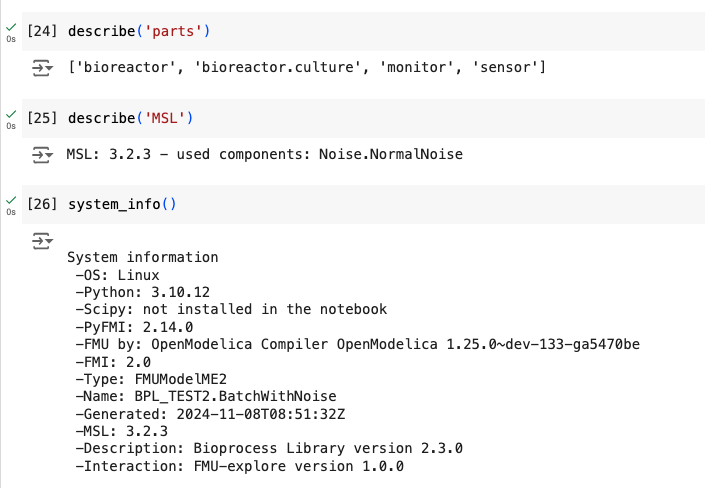 [24] describe('parts')
0s
['bioreactor', 'bioreactor.culture', 'monitor', 'sensor']
[25] describe('MSL')
0s
MSL: 3.2.3 – used components: Noise.NormalNoise
[26] system_info()
0s
System information
–OS: Linux
–Python: 3.10.12
–Scipy: not installed in the notebook
–PyFMI: 2.14.0
–FMU by: OpenModelica Compiler OpenModelica 1.25.0~dev-133-ga5470be
–FMI: 2.0
–Type: FMUModelME2
–Name: BPL_TEST2.BatchWithNoise
–Generated: 2024-11-08T08:51:32Z
–MSL: 3.2.3
–Description: Bioprocess Library version 2.3.0
–Interaction: FMU-explore version 1.0.0